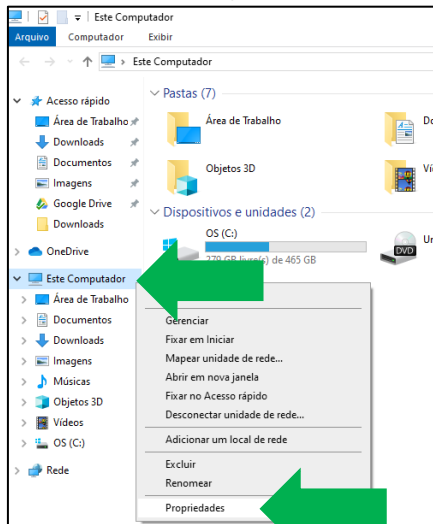 Este Computador
Arquivo Computador Exibir
Este Computador
Acesso rápido
Área de Trabalho
Downloads
Documentos
Imagens
Google Drive
Downloads
OneDrive
Este Computador
Área de Trabalho
Documentos
Downloads
Imagens
Músicas
Objetos 3D
Vídeos
OS (C:)
Rede
Pastas (7)
Área de Trabalho
Objetos 3D
Dispositivos e unidades (2)
OS (C:)
279 GB livre(s) de 465 GB
DVD
Gerenciar
Fixar em Iniciar
Mapear unidade de rede...
Abrir em nova janela
Fixar no Acesso rápido
Desconectar unidade de rede...
Adicionar um local de rede
Excluir
Renomear
Propriedades